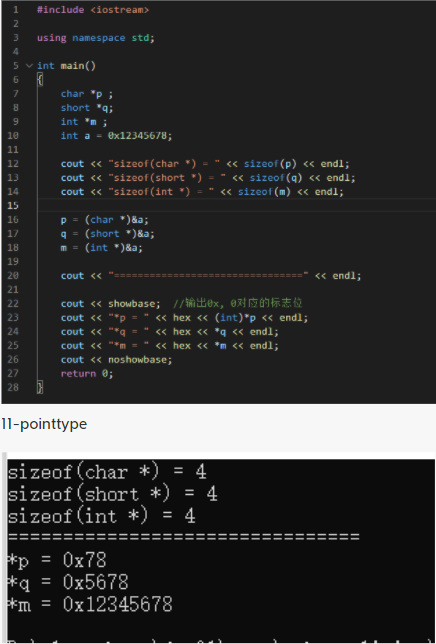 1 #include <iostream>
2
3 using namespace std;
4
5 int main()
6 {
7 char *p ;
8 short *q;
9 int *m ;
10 int a = 0x12345678;
11
12 cout << "sizeof(char *) = " << sizeof(p) << endl;
13 cout << "sizeof(short *) = " << sizeof(q) << endl;
14 cout << "sizeof(int *) = " << sizeof(m) << endl;
15
16 p = (char *)&a;
17 q = (short *)&a;
18 m = (int *)&a;
19
20 cout << "================================" << endl;
21
22 cout << showbase; //输出0x, 0对应的标志位
23 cout << "*p = " << hex << (int)*p << endl;
24 cout << "*q = " << hex << *q << endl;
25 cout << "*m = " << hex << *m << endl;
26 cout << noshowbase;
27 return 0;
28 }
11-pointtype
sizeof(char *) = 4
sizeof(short *) = 4
sizeof(int *) = 4
================================
*p = 0x78
*q = 0x5678
*m = 0x12345678